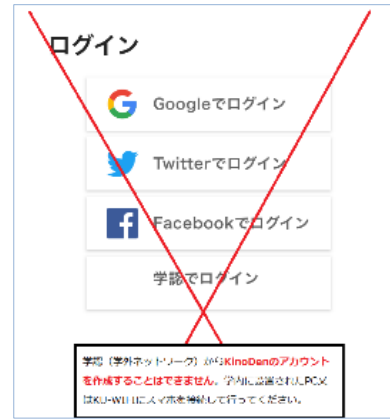 ログイン
Googleでログイン
Twitterでログイン
Facebookでログイン
学認でログイン
学認（学外ネットワーク）からKinoDenのアカウント
を作成することはできません。学内に設置されたPC又
はKU-WIFIにスマホを接続して行ってください。